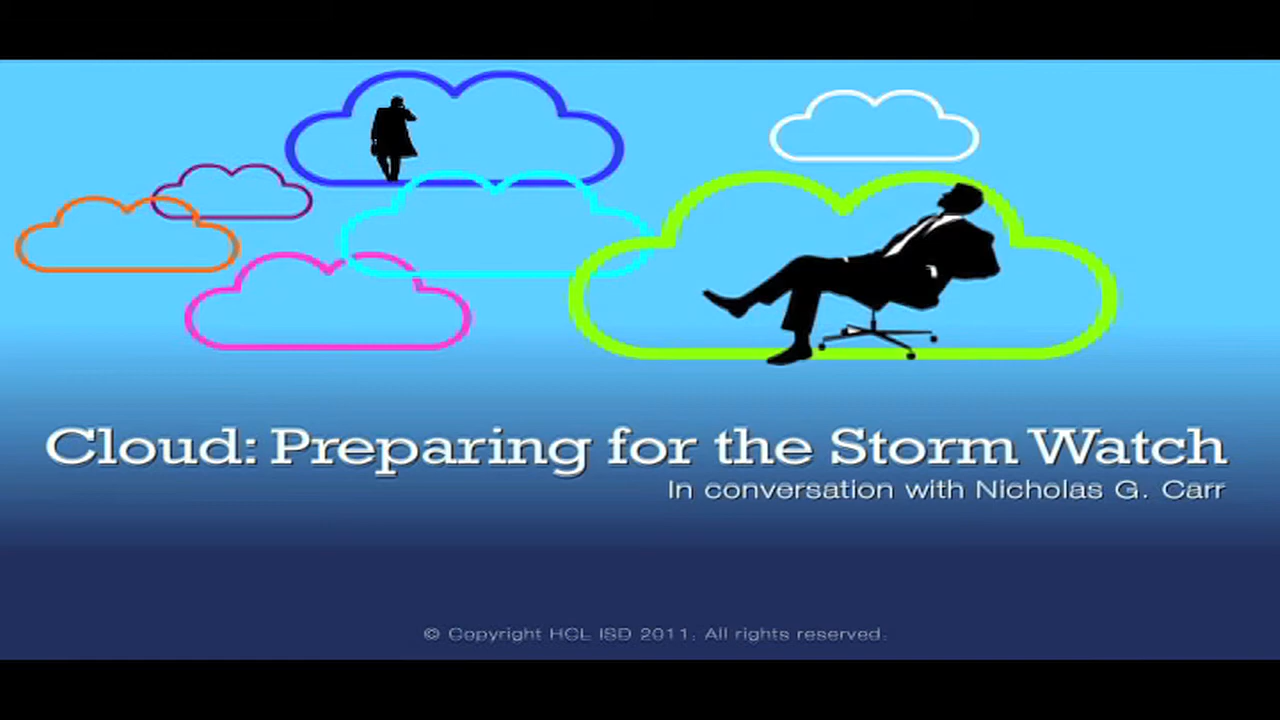 Cloud: Preparing for the Storm Watch
In conversation with Nicholas G. Carr
© Copyright HCL ISD 2011. All rights reserved.